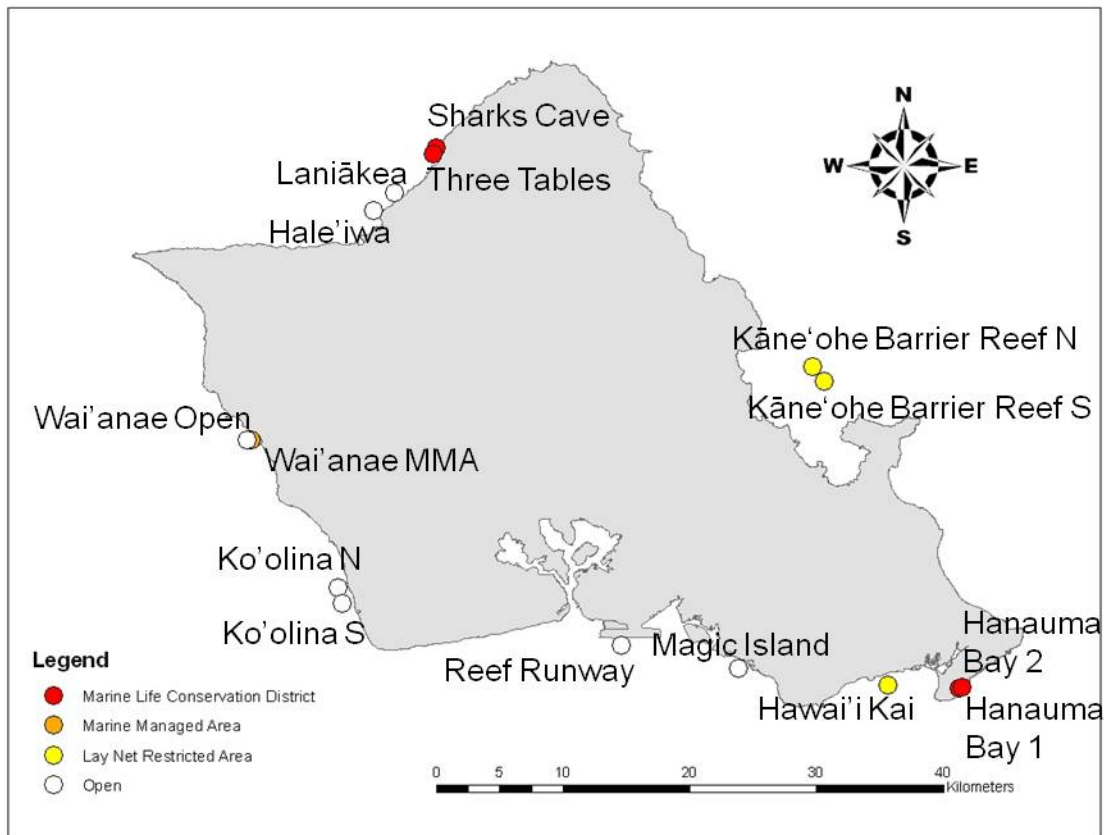 Sharks Cave
Laniākea
Three Tables
Hale'iwa
N
W
E
S
Kāne‘ohe Barrier Reef N
Kāne‘ohe Barrier Reef S
Wai'anae Open
Wai'anae MMA
Ko'olina N
Ko'olina S
Reef Runway
Magic Island
Hawai'i Kai
Hanauma
Bay 2
Hanauma
Bay 1
Legend
Marine Life Conservation District
Marine Managed Area
Lay Net Restricted Area
Open
0 5 10 20 30 40
Kilometers